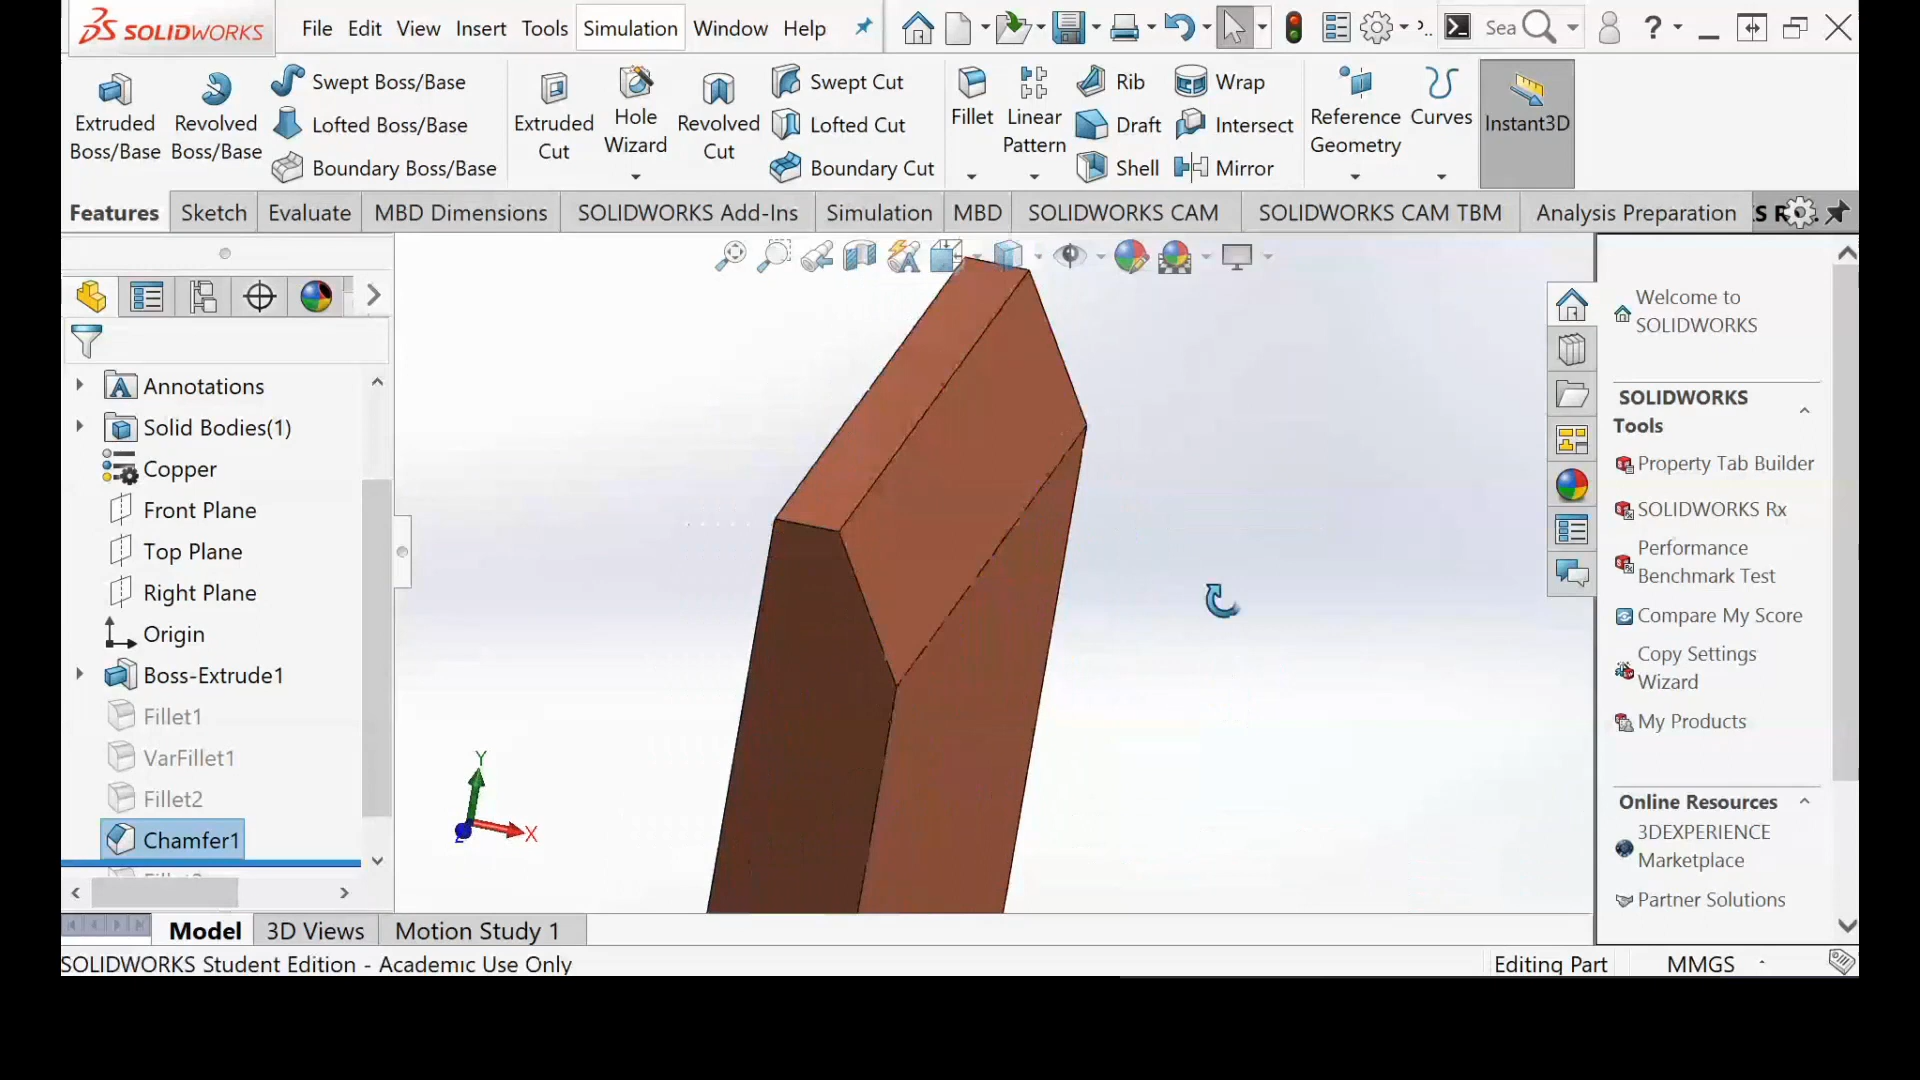 SOLIDWORKS File Edit View Insert Tools Simulation Window Help Sea ?
Extruded Boss/Base
Revolved Boss/Base
Swept Boss/Base
Lofted Boss/Base
Boundary Boss/Base
Extruded Cut
Hole Wizard
Revolved Cut
Swept Cut
Lofted Cut
Boundary Cut
Fillet
Linear Pattern
Rib
Draft
Shell
Wrap
Intersect
Mirror
Reference Geometry
Curves
Instant3D
Features Sketch Evaluate MBD Dimensions SOLIDWORKS Add-Ins Simulation MBD SOLIDWORKS CAM SOLIDWORKS CAM TBM Analysis Preparation
Annotations
Solid Bodies(1)
Copper
Front Plane
Top Plane
Right Plane
Origin
Boss-Extrude1
Fillet1
VarFillet1
Fillet2
Chamfer1
Y
X
Z
Welcome to
SOLIDWORKS
SOLIDWORKS
Tools
Property Tab Builder
SOLIDWORKS Rx
Performance
Benchmark Test
Compare My Score
Copy Settings
Wizard
My Products
Online Resources
3DEXPERIENCE
Marketplace
Partner Solutions
Model 3D Views Motion Study 1
SOLIDWORKS Student Edition - Academic Use Only Editing Part MMGS